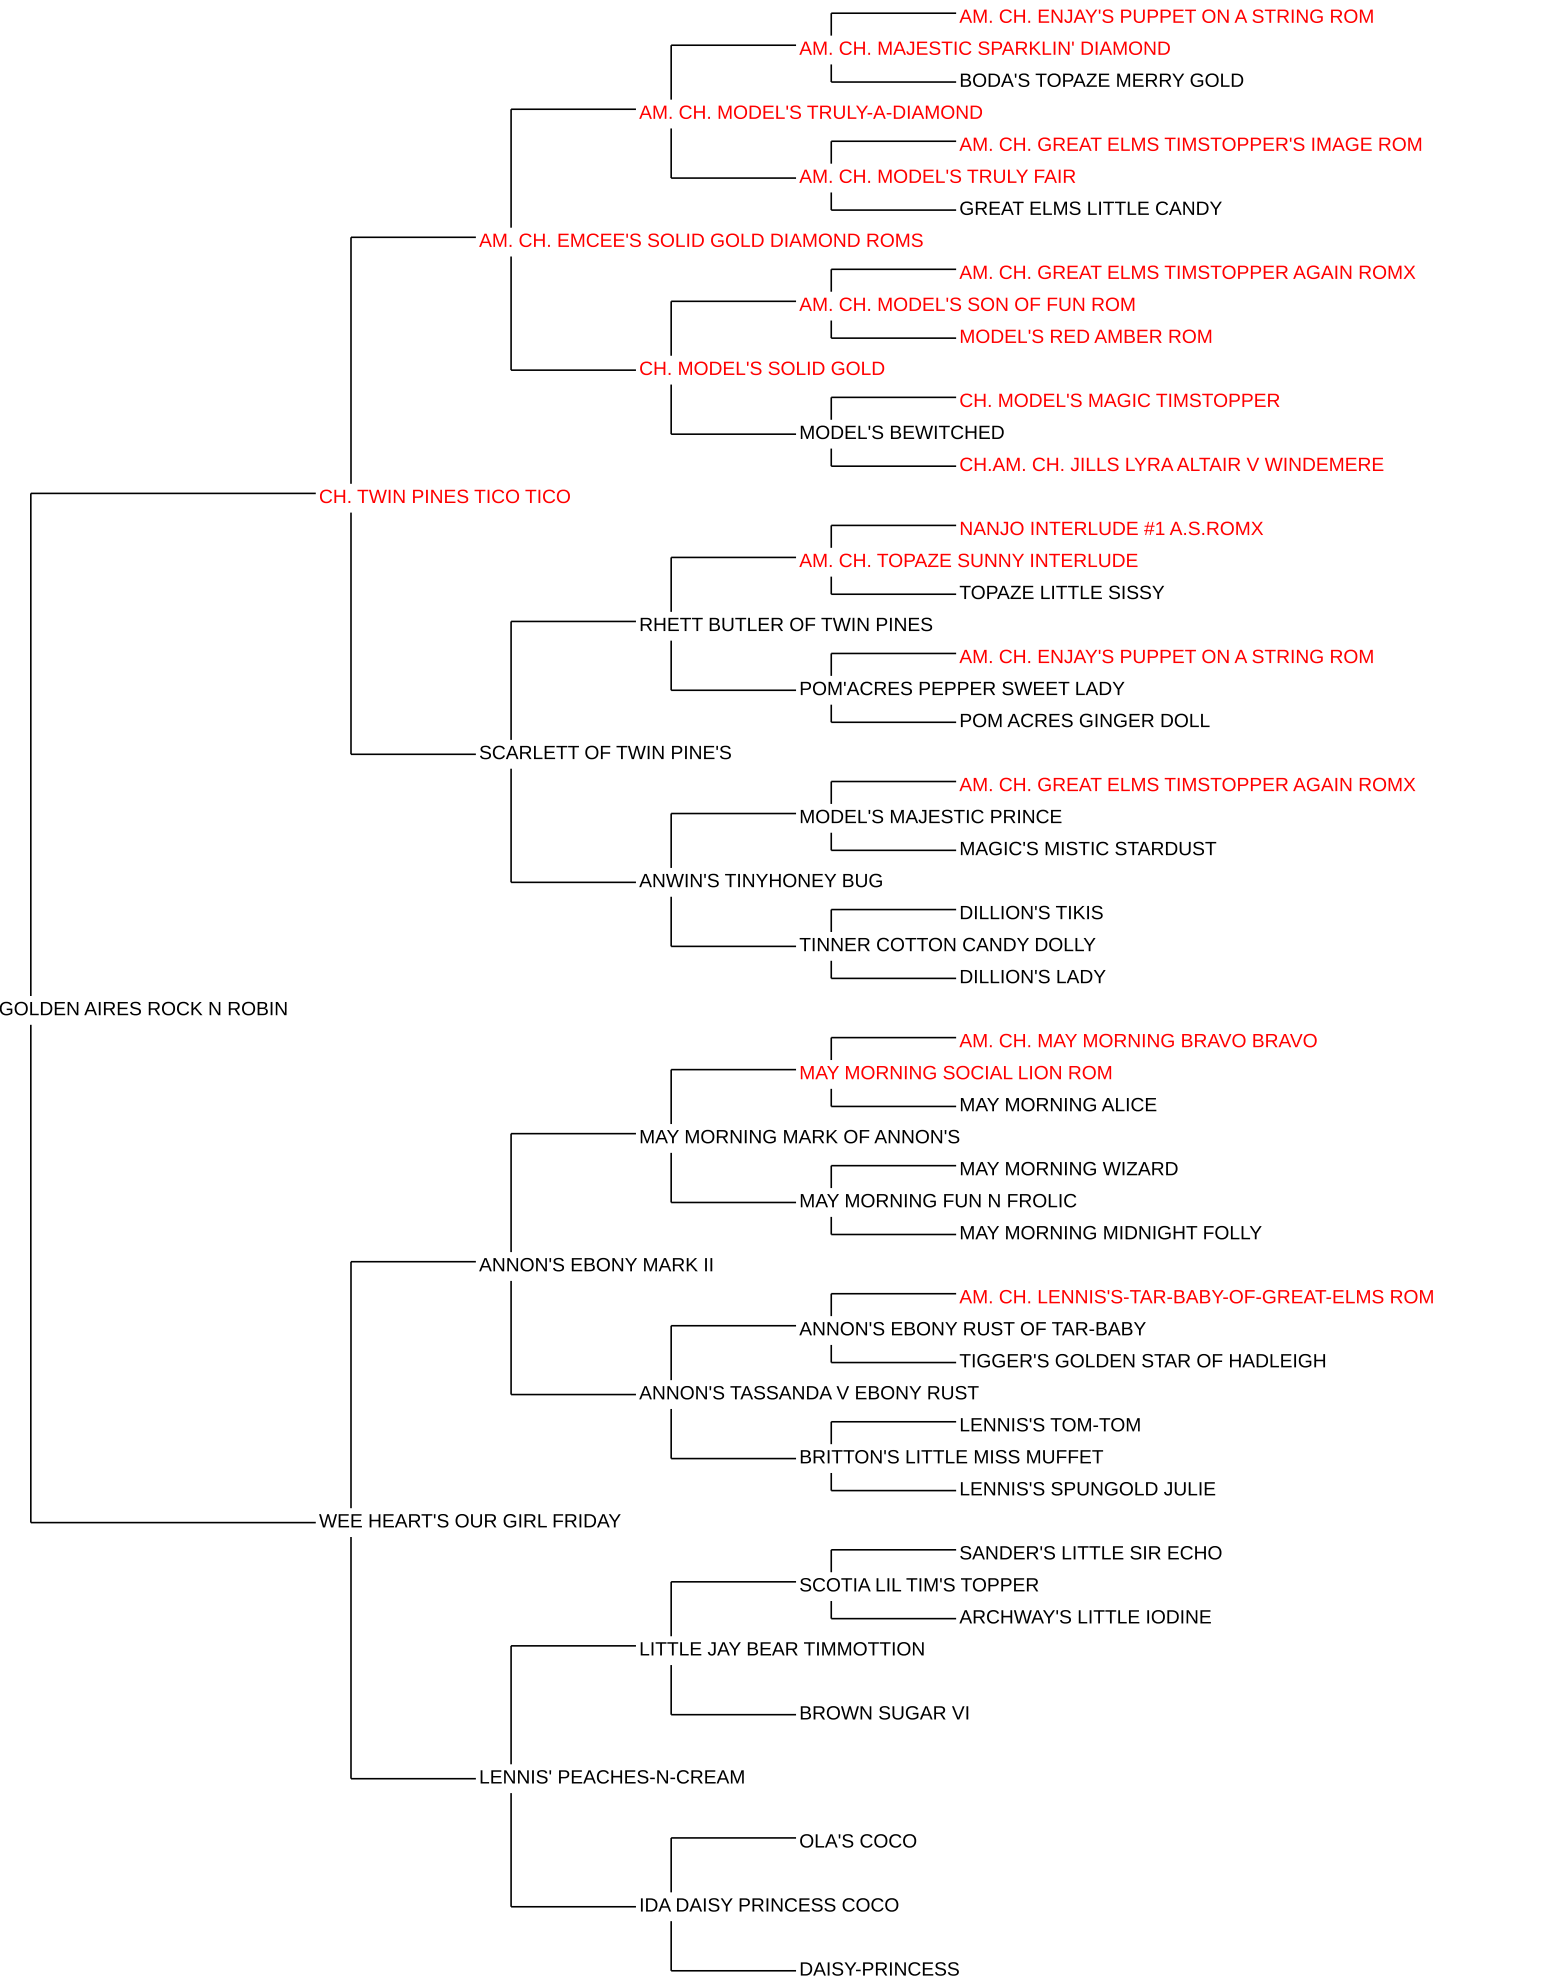 AM. CH. ENJAY'S PUPPET ON A STRING ROM
AM. CH. MAJESTIC SPARKLIN' DIAMOND
BODA'S TOPAZE MERRY GOLD
AM. CH. MODEL'S TRULY-A-DIAMOND
AM. CH. GREAT ELMS TIMSTOPPER'S IMAGE ROM
AM. CH. MODEL'S TRULY FAIR
GREAT ELMS LITTLE CANDY
AM. CH. EMCEE'S SOLID GOLD DIAMOND ROMS
AM. CH. GREAT ELMS TIMSTOPPER AGAIN ROMX
AM. CH. MODEL'S SON OF FUN ROM
MODEL'S RED AMBER ROM
CH. MODEL'S SOLID GOLD
CH. MODEL'S MAGIC TIMSTOPPER
MODEL'S BEWITCHED
CH.AM. CH. JILLS LYRA ALTAIR V WINDEMERE
CH. TWIN PINES TICO TICO
NANJO INTERLUDE #1 A.S.ROMX
AM. CH. TOPAZE SUNNY INTERLUDE
TOPAZE LITTLE SISSY
RHETT BUTLER OF TWIN PINES
AM. CH. ENJAY'S PUPPET ON A STRING ROM
POM'ACRES PEPPER SWEET LADY
POM ACRES GINGER DOLL
SCARLETT OF TWIN PINE'S
AM. CH. GREAT ELMS TIMSTOPPER AGAIN ROMX
MODEL'S MAJESTIC PRINCE
MAGIC'S MISTIC STARDUST
ANWIN'S TINYHONEY BUG
DILLION'S TIKIS
TINNER COTTON CANDY DOLLY
DILLION'S LADY
GOLDEN AIRES ROCK N ROBIN
AM. CH. MAY MORNING BRAVO BRAVO
MAY MORNING SOCIAL LION ROM
MAY MORNING ALICE
MAY MORNING MARK OF ANNON'S
MAY MORNING WIZARD
MAY MORNING FUN N FROLIC
MAY MORNING MIDNIGHT FOLLY
ANNON'S EBONY MARK II
AM. CH. LENNIS'S-TAR-BABY-OF-GREAT-ELMS ROM
ANNON'S EBONY RUST OF TAR-BABY
TIGGER'S GOLDEN STAR OF HADLEIGH
ANNON'S TASSANDA V EBONY RUST
LENNIS'S TOM-TOM
BRITTON'S LITTLE MISS MUFFET
LENNIS'S SPUNGOLD JULIE
WEE HEART'S OUR GIRL FRIDAY
SANDER'S LITTLE SIR ECHO
SCOTIA LIL TIM'S TOPPER
ARCHWAY'S LITTLE IODINE
LITTLE JAY BEAR TIMMOTTION
BROWN SUGAR VI
LENNIS' PEACHES-N-CREAM
OLA'S COCO
IDA DAISY PRINCESS COCO
DAISY-PRINCESS